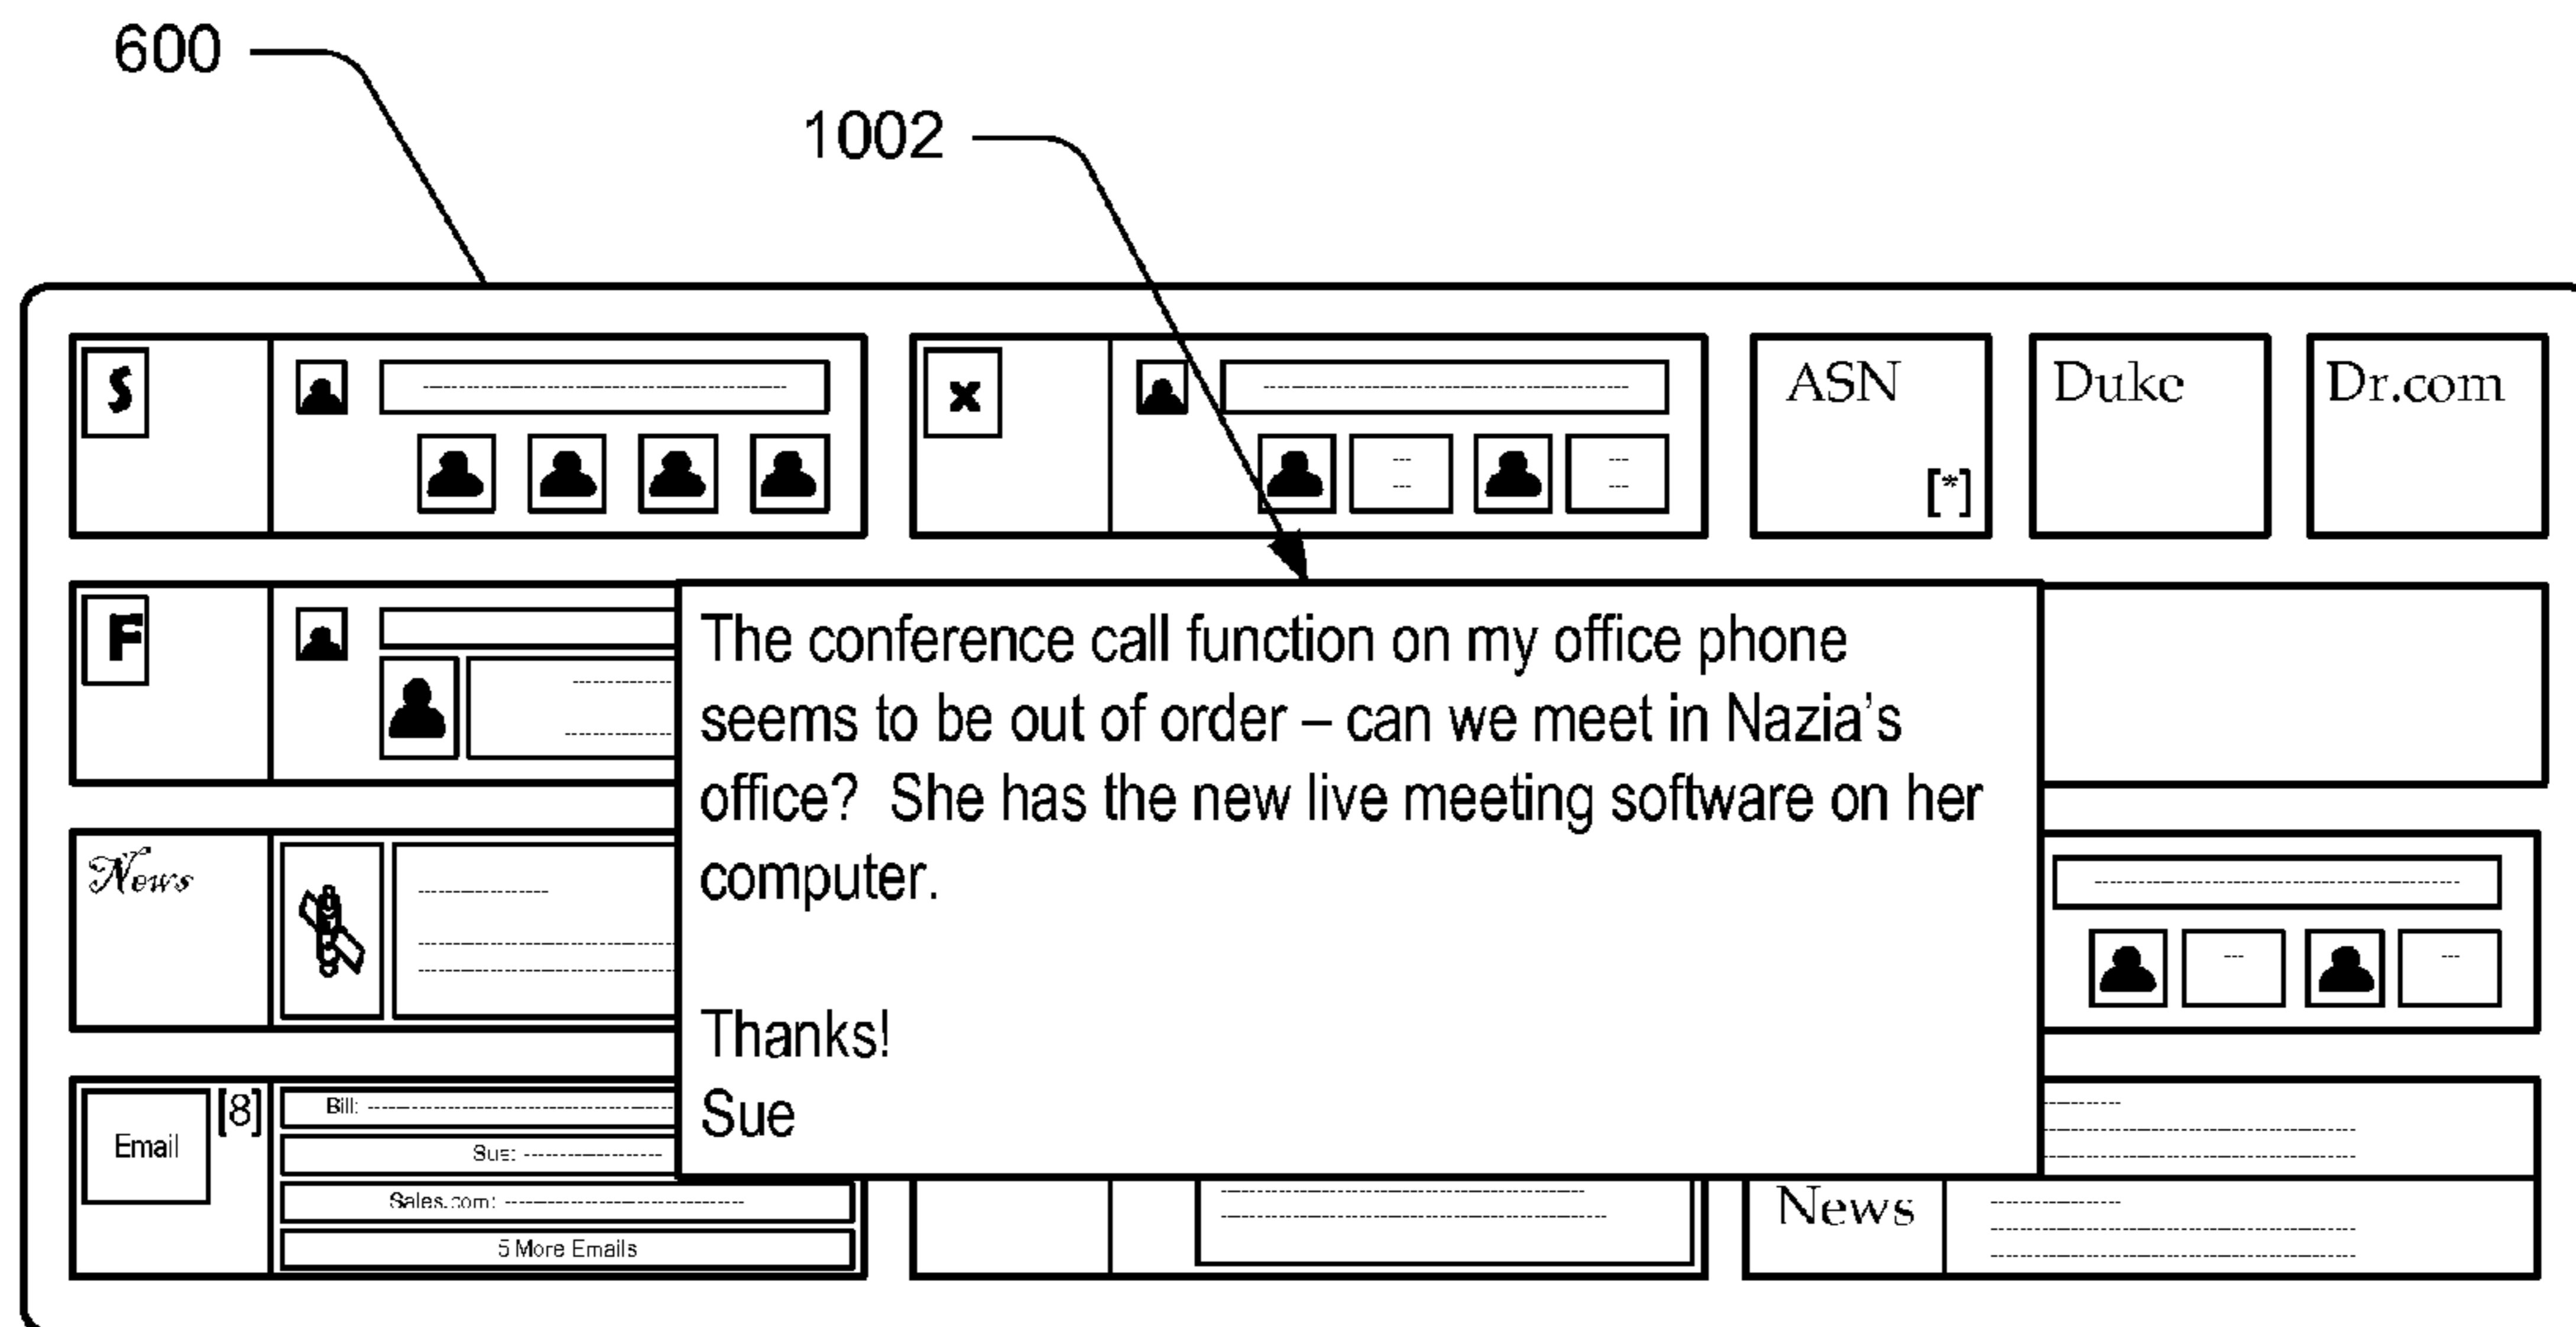 600
1002
S
x
ASN
[*]
Duke
Dr.com
F
The conference call function on my office phone
seems to be out of order – can we meet in Nazia's
office?  She has the new live meeting software on her
computer.
Thanks!
Sue
News
Email
[8]
Bill:
Sue:
Sales.com:
5 More Emails
News